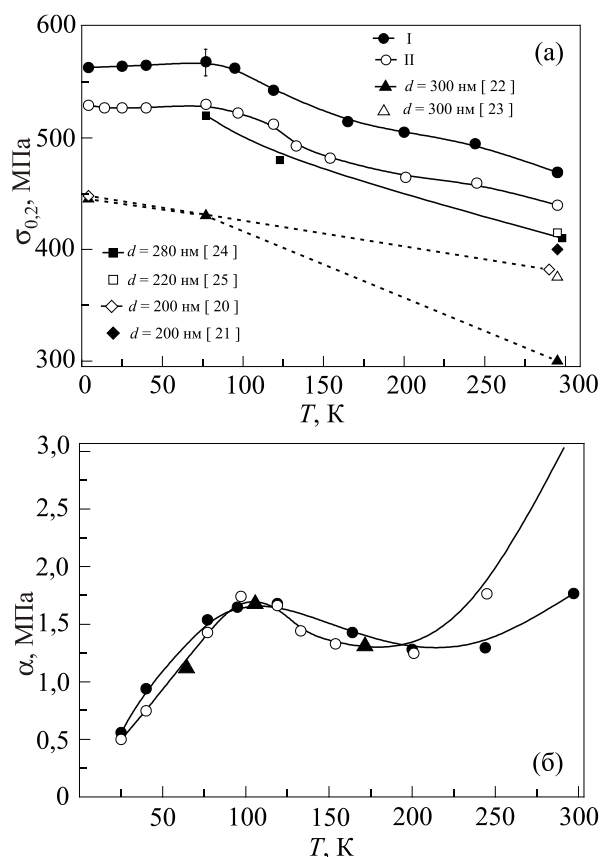 600
500
400
300
σ0,2, МПа
(а)
I
II
d = 300 нм [ 22 ]
d = 300 нм [ 23 ]
d = 280 нм [ 24 ]
d = 220 нм [ 25 ]
d = 200 нм [ 20 ]
d = 200 нм [ 21 ]
0 50 100 150 200 250 300
T, К
3,0
2,5
2,0
1,5
1,0
0,5
0
α, МПа
(б)
50 100 150 200 250 300
T, К